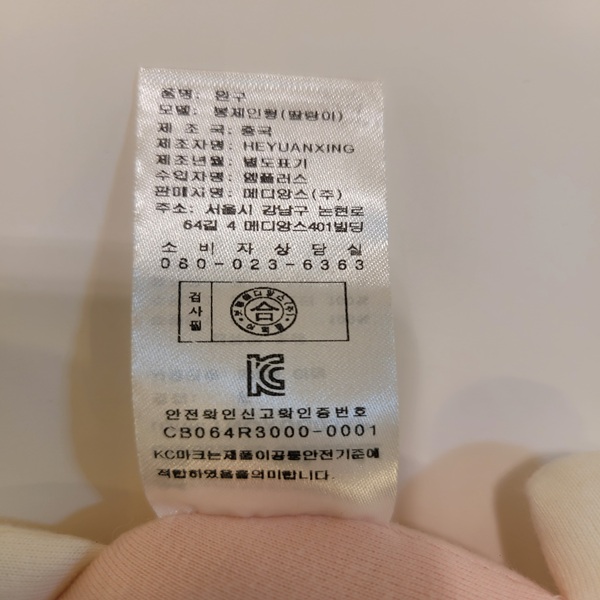 품명: 완구
모델: 봉제인형(딸랑이)
제 조 국: 중국
제조자명: HEYUANXING
제조년월: 별도표기
수입자명: 엠플러스
판매자명: 메디앙스(주)
주소: 서울시 강남구 논현로
64길 4 메디앙스401빌딩
소 비 자 상 담 실
080-023-6363
검사필
合
KC
안전확인신고확인증번호
CB064R3000-0001
KC마크는제품이공통안전기준에
적합하였음을의미합니다.